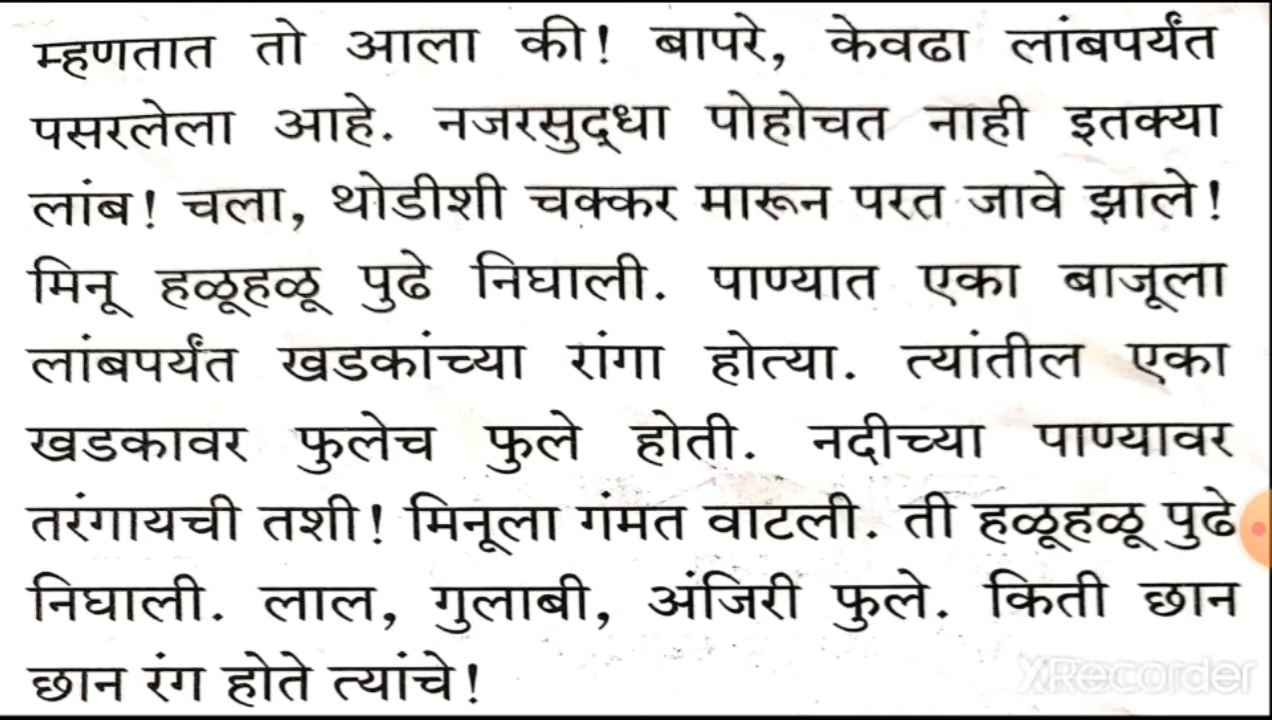 म्हणतात तो आला की! बापरे, केवढा लांबपर्यंत
पसरलेला आहे. नजरसुद्धा पोहोचत नाही इतक्या
लांब! चला, थोडीशी चक्कर मारून परत जावे झाले!
मिनू हळूहळू पुढे निघाली. पाण्यात एका बाजूला
लांबपर्यंत खडकांच्या रांगा होत्या. त्यांतील एका
खडकावर फुलेच फुले होती. नदीच्या पाण्यावर
तरंगायची तशी! मिनूला गंमत वाटली. ती हळूहळू पुढे
निघाली. लाल, गुलाबी, अंजिरी फुले. किती छान
छान रंग होते त्यांचे!
XRecorder